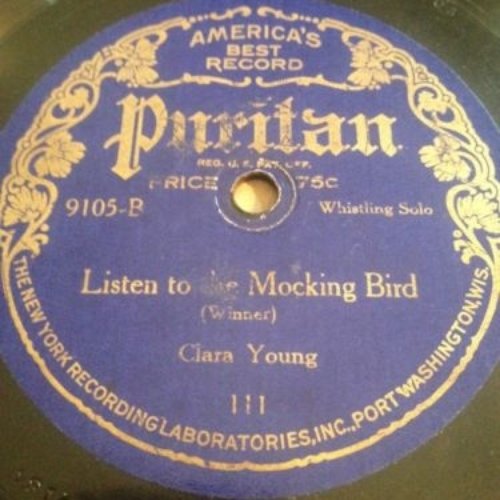 AMERICA'S
BEST
RECORD
Puritan
REG. U. S. PAT. OFF.
PRICE 75C
9105-B
Whistling Solo
Listen to the Mocking Bird
(Winner)
Clara Young
111
THE NEW YORK RECORDING LABORATORIES, INC., PORT WASHINGTON, WIS.